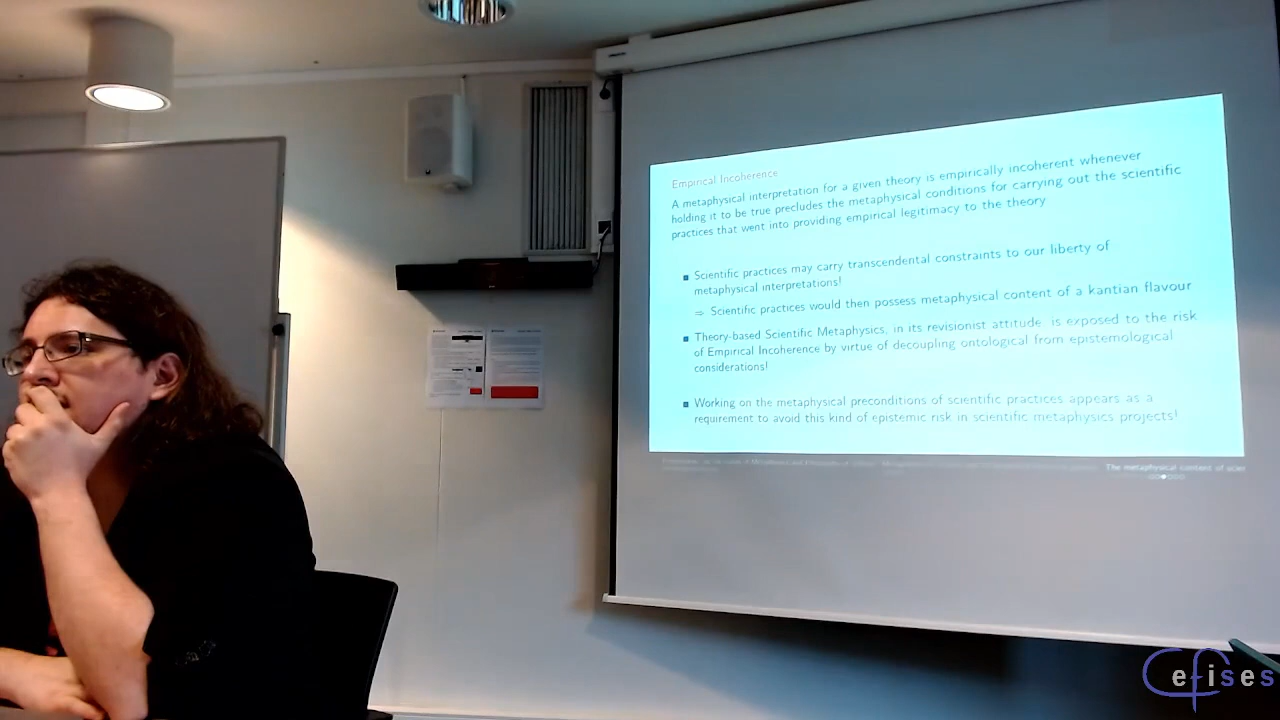 Empirical Incoherence
A metaphysical interpretation for a given theory is empirically incoherent whenever
holding it to be true precludes the metaphysical conditions for carrying out the scientific
practices that went into providing empirical legitimacy to the theory
Scientific practices may carry transcendental constraints to our liberty of
metaphysical interpretations!
⇒ Scientific practices would then possess metaphysical content of a kantian flavour
Theory-based Scientific Metaphysics, in its revisionist attitude is exposed to the risk
of Empirical Incoherence by virtue of decoupling ontological from epistemological
considerations!
Working on the metaphysical preconditions of scientific practices appears as a
requirement to avoid this kind of epistemic risk in scientific metaphysics projects!
The metaphysical content of scien
Cefises